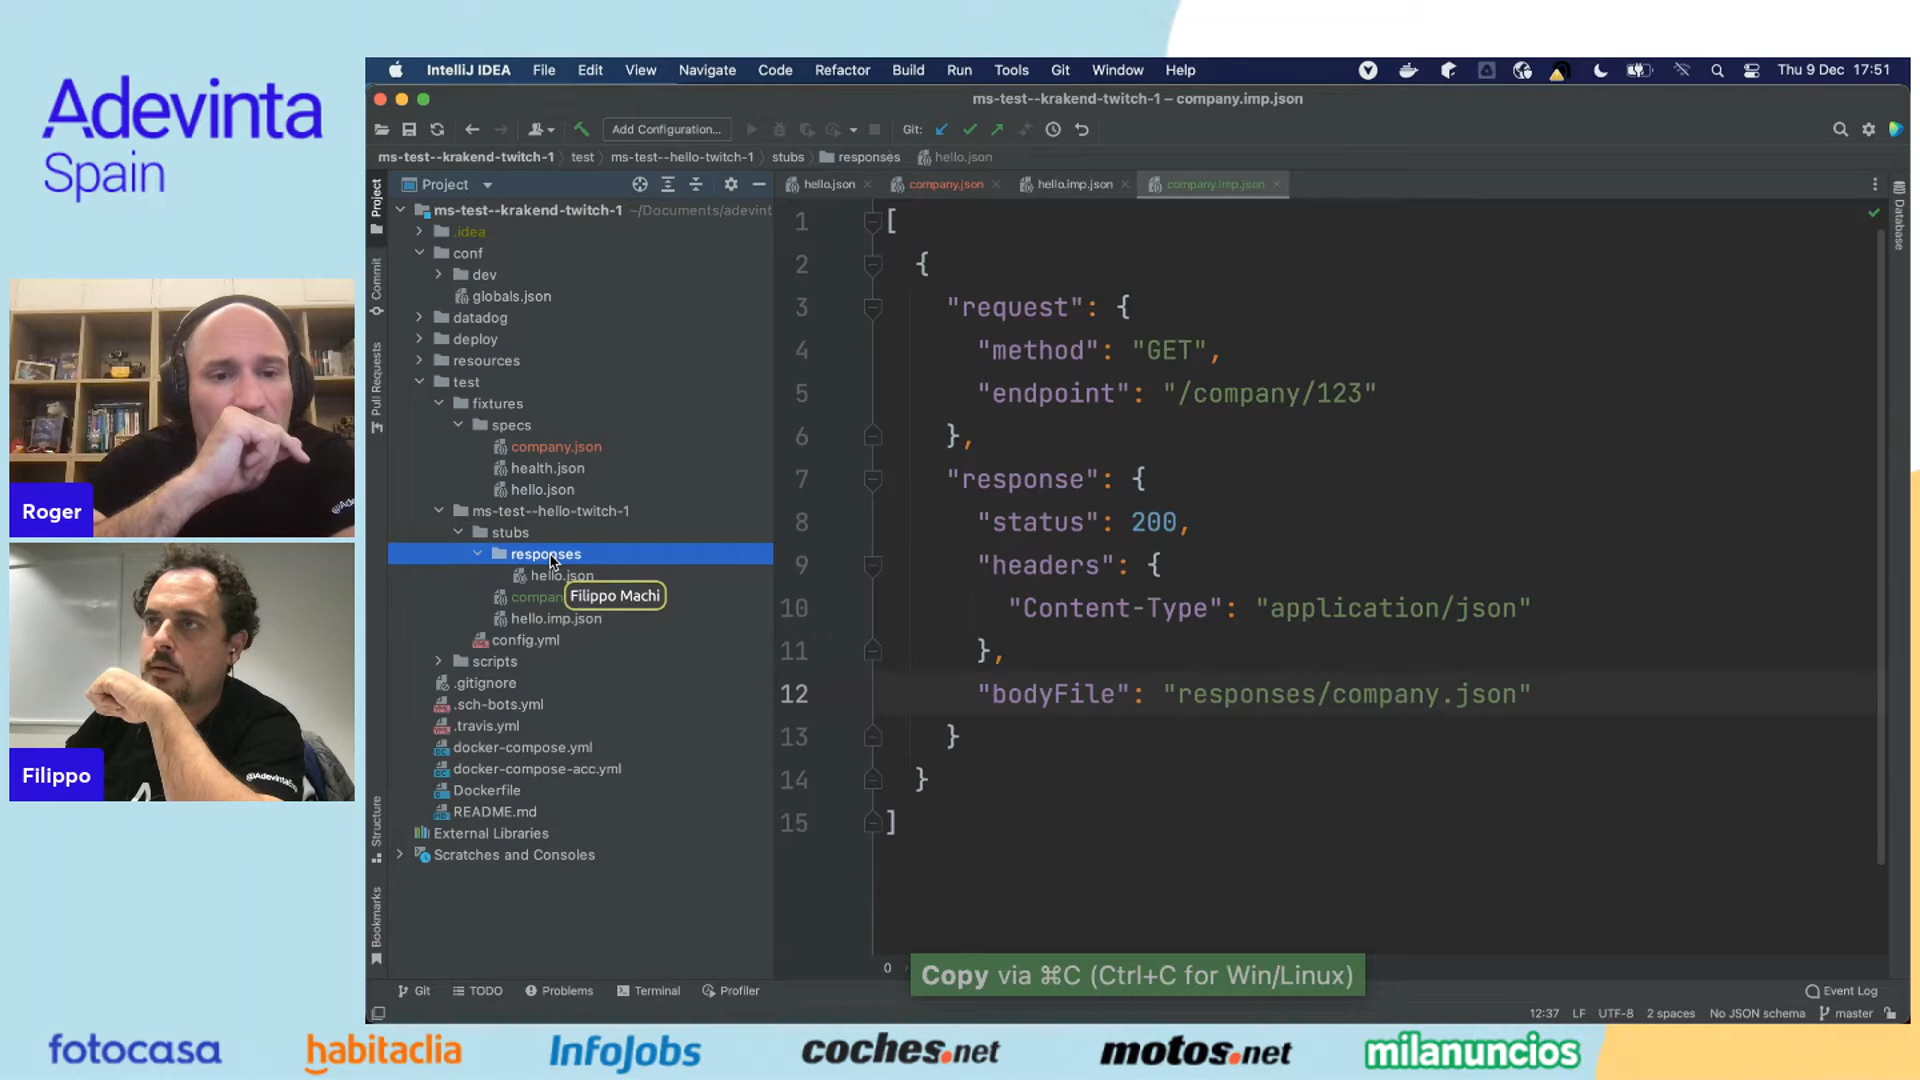 Adevinta
Spain
Roger
Filippo
IntelliJ IDEA File Edit View Navigate Code Refactor Build Run Tools Git Window Help
Thu 9 Dec 17:51
ms-test--krakend-twitch-1 – company.imp.json
Add Configuration...
Git:
ms-test--krakend-twitch-1 test ms-test--hello-twitch-1 stubs responses hello.json
Project
hello.json company.json hello.imp.json company.imp.json
Project
Commit
Pull Requests
Structure
Bookmarks
Database
ms-test--krakend-twitch-1 ~/Documents/adevint
.idea
conf
dev
globals.json
datadog
deploy
resources
test
fixtures
specs
company.json
health.json
hello.json
ms-test--hello-twitch-1
stubs
responses
hello.json
compan
Filippo Machi
hello.imp.json
config.yml
scripts
.gitignore
.sch-bots.yml
.travis.yml
docker-compose.yml
docker-compose-acc.yml
Dockerfile
README.md
External Libraries
Scratches and Consoles
1 [
2 {
3 "request": {
4 "method": "GET",
5 "endpoint": "/company/123"
6 },
7 "response": {
8 "status": 200,
9 "headers": {
10 "Content-Type": "application/json"
11 },
12 "bodyFile": "responses/company.json"
13 }
14 }
15 ]
0
Copy via ⌘C (Ctrl+C for Win/Linux)
Git TODO Problems Terminal Profiler
Event Log
12:37 LF UTF-8 2 spaces No JSON schema master
fotocasa habitaclia InfoJobs coches.net motos.net milanuncios